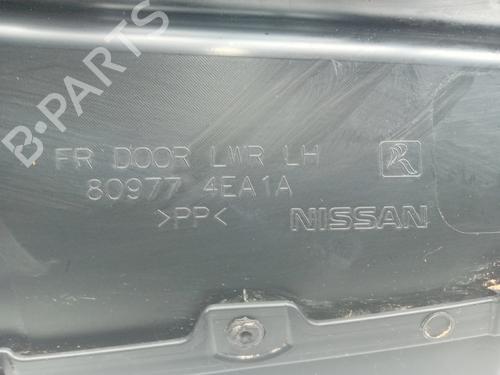 B-PARTS
FR DOOR LWR LH
80977 4EA1A
>PP<
NISSAN